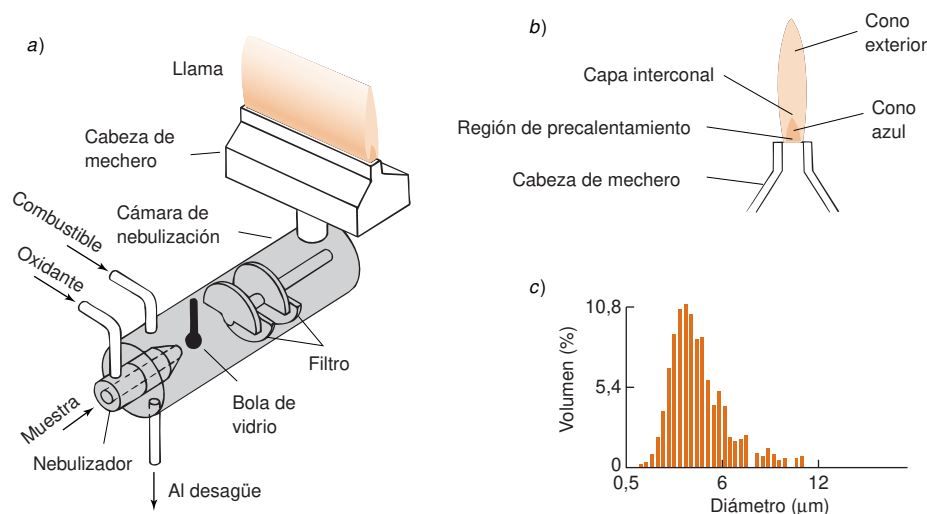 a)
Llama
Cabeza de
mechero
Cámara de
nebulización
Combustible
Oxidante
Filtro
Bola de
vidrio
Muestra
Nebulizador
Al desagüe
b)
Cono
exterior
Capa interconal
Cono
azul
Región de precalentamiento
Cabeza de mechero
c)
10,8
5,4
0
Volumen (%)
0,5
6
12
Diámetro (μm)